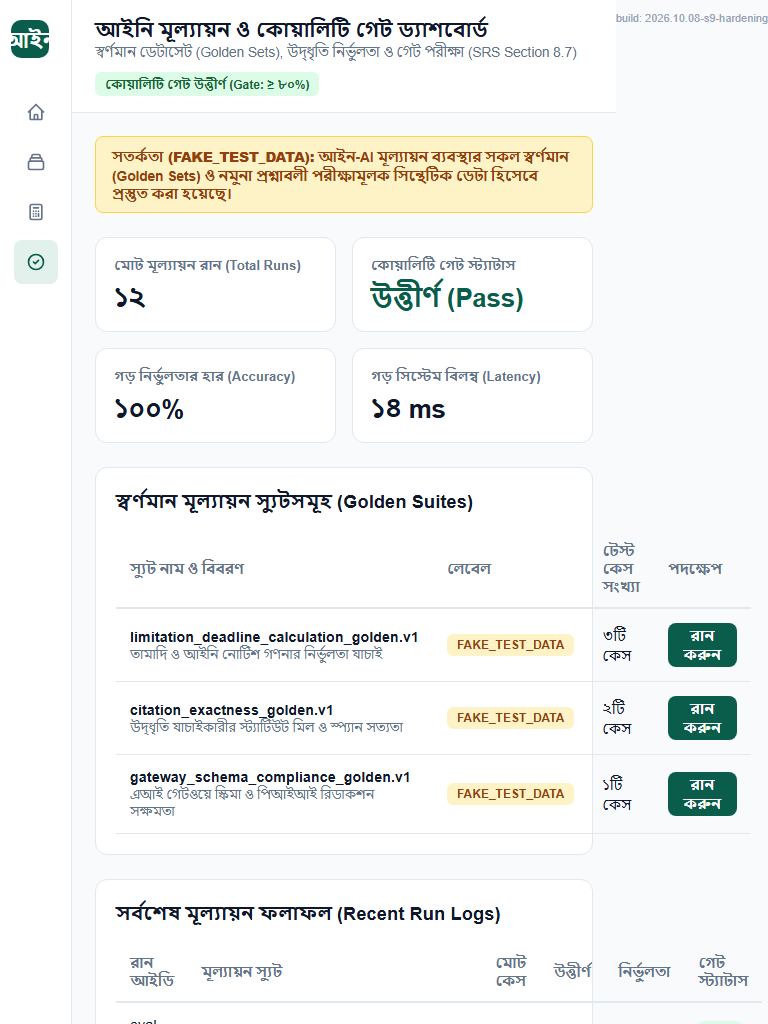 আইন
আইনি মূল্যায়ন ও কোয়ালিটি গেট ড্যাশবোর্ড
build: 2026.10.08-s9-hardening
স্বর্ণমান ডেটাসেট (Golden Sets), উদ্ধৃতি নির্ভুলতা ও গেট পরীক্ষা (SRS Section 8.7)
কোয়ালিটি গেট উত্তীর্ণ (Gate: ≥ ৮০%)
সতর্কতা (FAKE_TEST_DATA): আইন-AI মূল্যায়ন ব্যবস্থার সকল স্বর্ণমান
(Golden Sets) ও নমুনা প্রশ্নাবলী পরীক্ষামূলক সিন্থেটিক ডেটা হিসেবে
প্রস্তুত করা হয়েছে।
মোট মূল্যায়ন রান (Total Runs)
১২
কোয়ালিটি গেট স্ট্যাটাস
উত্তীর্ণ (Pass)
গড় নির্ভুলতার হার (Accuracy)
১০০%
গড় সিস্টেম বিলম্ব (Latency)
১৪ ms
স্বর্ণমান মূল্যায়ন স্যুটসমূহ (Golden Suites)
স্যুট নাম ও বিবরণ
লেবেল
টেস্ট
কেস
সংখ্যা
পদক্ষেপ
limitation_deadline_calculation_golden.v1
তামাদি ও আইনি নোটিশ গণনার নির্ভুলতা যাচাই
FAKE_TEST_DATA
৩টি
কেস
রান
করুন
citation_exactness_golden.v1
উদ্ধৃতি যাচাইকারীর স্ট্যাটিউট মিল ও স্প্যান সত্যতা
FAKE_TEST_DATA
২টি
কেস
রান
করুন
gateway_schema_compliance_golden.v1
এআই গেটওয়ে স্কিমা ও পিআইআই রিডাকশন
সক্ষমতা
FAKE_TEST_DATA
১টি
কেস
রান
করুন
সর্বশেষ মূল্যায়ন ফলাফল (Recent Run Logs)
রান
আইডি
মূল্যায়ন স্যুট
মোট
কেস
উত্তীর্ণ
নির্ভুলতা
গেট
স্ট্যাটাস